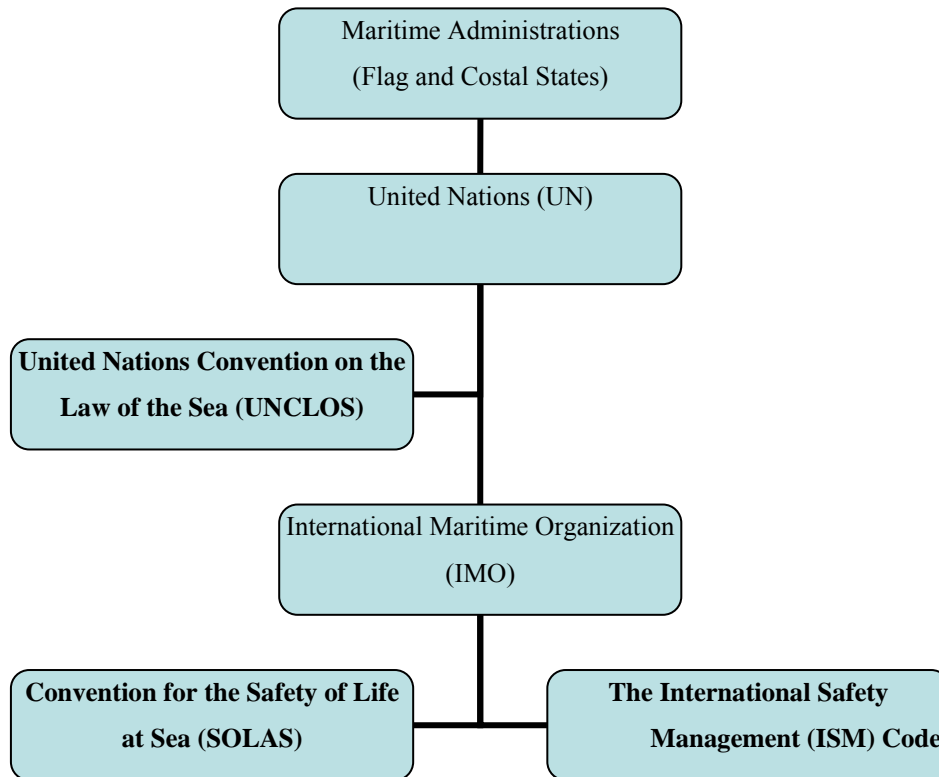 Maritime Administrations
(Flag and Costal States)
United Nations (UN)
United Nations Convention on the
Law of the Sea (UNCLOS)
International Maritime Organization
(IMO)
Convention for the Safety of Life
at Sea (SOLAS)
The International Safety
Management (ISM) Code